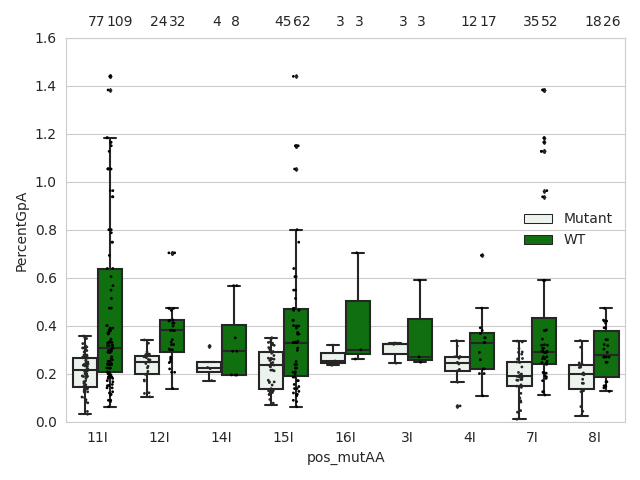 77 109 24 32 4 8 45 62 3 3 3 3 12 17 35 52 18 26
1.6
1.4
1.2
1.0
0.8
0.6
0.4
0.2
0.0
PercentGpA
Mutant
WT
11I 12I 14I 15I 16I 3I 4I 7I 8I
pos_mutAA